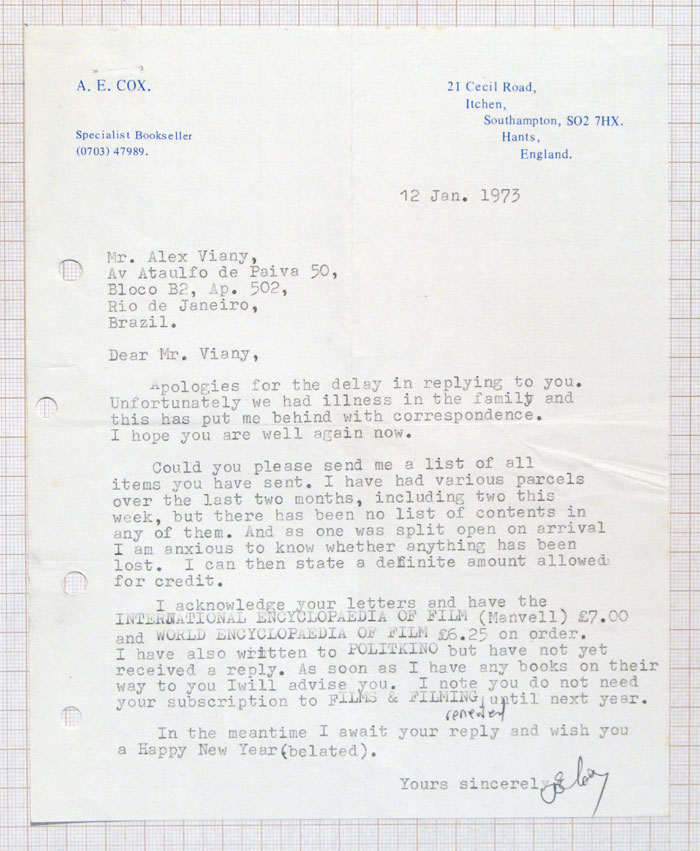 A. E. COX.
Specialist Bookseller
(0703) 47989.
21 Cecil Road,
Itchen,
Southampton, SO2 7HX.
Hants,
England.
12 Jan. 1973
Mr. Alex Viany,
Av Ataulfo de Paiva 50,
Bloco B2, Ap. 502,
Rio de Janeiro,
Brazil.
Dear Mr. Viany,
Apologies for the delay in replying to you.
Unfortunately we had illness in the family and
this has put me behind with correspondence.
I hope you are well again now.
Could you please send me a list of all
items you have sent. I have had various parcels
over the last two months, including two this
week, but there has been no list of contents in
any of them. And as one was split open on arrival
I am anxious to know whether anything has been
lost. I can then state a definite amount allowed
for credit.
I acknowledge your letters and have the
INTERNATIONAL ENCYCLOPAEDIA OF FILM (Manvell) £7.00
and WORLD ENCYCLOPAEDIA OF FILM £6.25 on order.
I have also written to POLITKINO but have not yet
received a reply. As soon as I have any books on their
way to you Iwill advise you. I note you do not need
your subscription to FILMS & FILMING, until next year.
renewed
In the meantime I await your reply and wish you
a Happy New Year(belated).
Yours sincerely
AECox